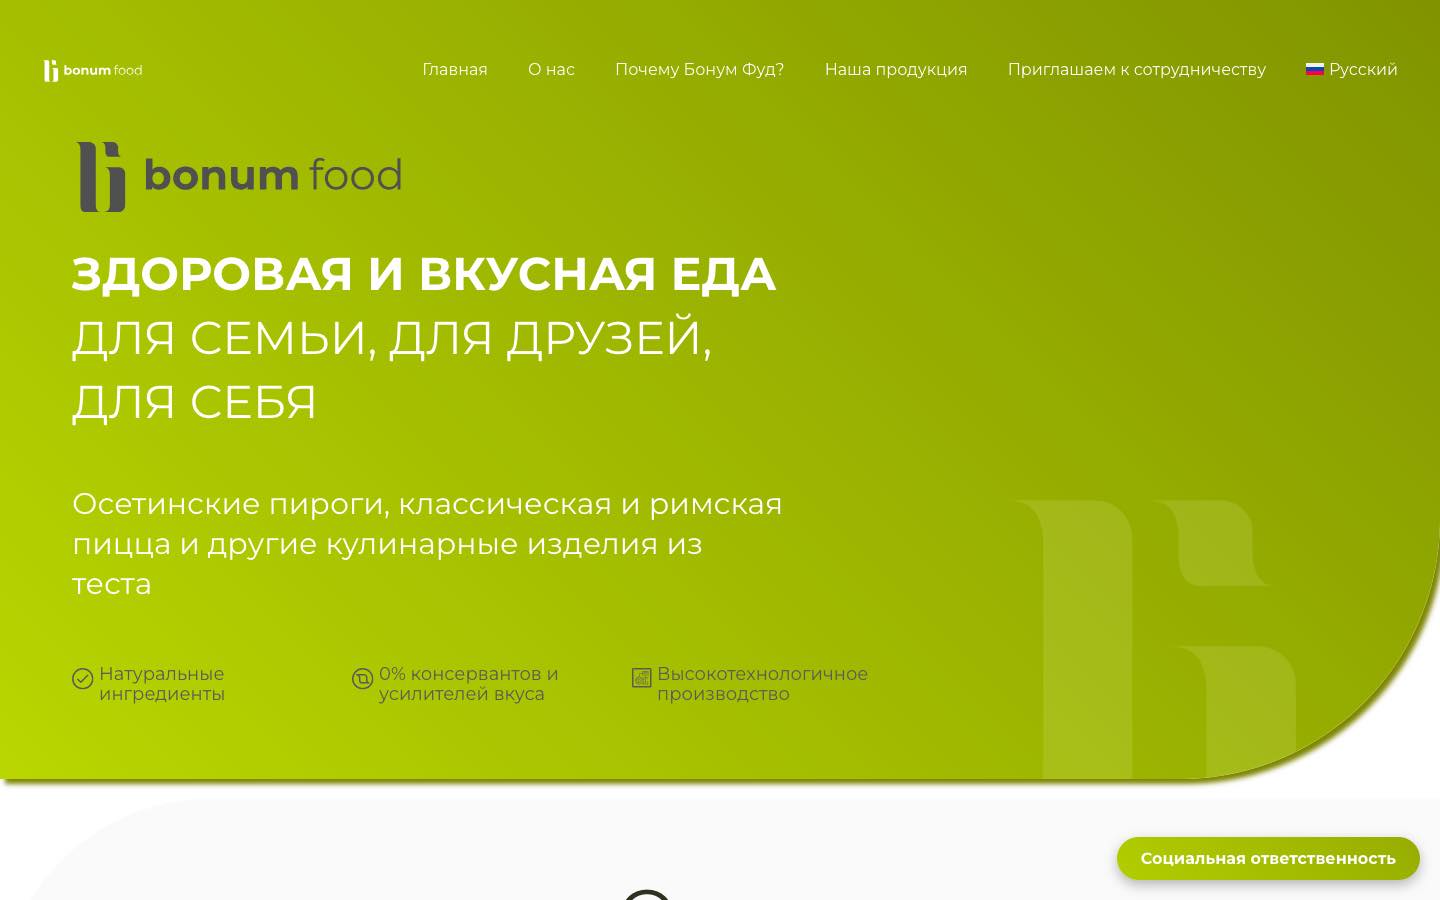 bonum food
Главная
О нас
Почему Бонум Фуд?
Наша продукция
Приглашаем к сотрудничеству
Русский
bonum food
ЗДОРОВАЯ И ВКУСНАЯ ЕДА
ДЛЯ СЕМЬИ, ДЛЯ ДРУЗЕЙ,
ДЛЯ СЕБЯ
Осетинские пироги, классическая и римская
пицца и другие кулинарные изделия из
теста
Натуральные
ингредиенты
0% консервантов и
усилителей вкуса
Высокотехнологичное
производство
Социальная ответственность